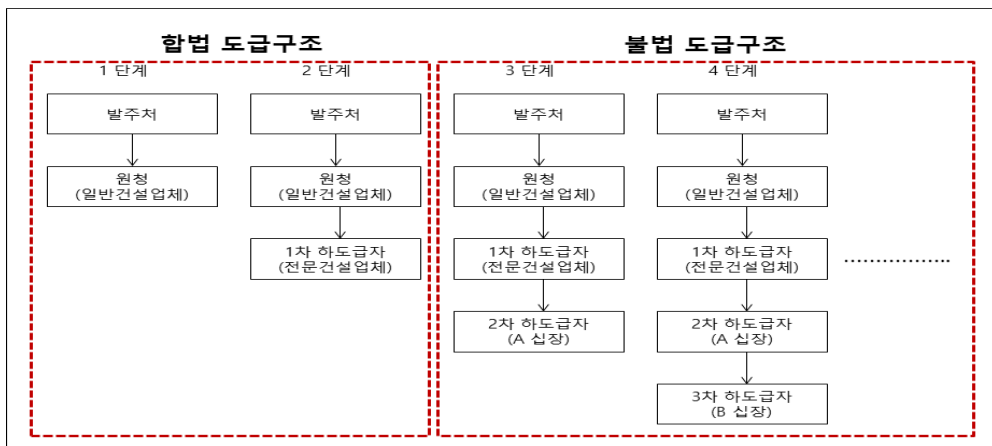 합법 도급구조
불법 도급구조
1 단계
2 단계
3 단계
4 단계
발주처
발주처
발주처
발주처
원청
(일반건설업체)
원청
(일반건설업체)
원청
(일반건설업체)
원청
(일반건설업체)
1차 하도급자
(전문건설업체)
1차 하도급자
(전문건설업체)
1차 하도급자
(전문건설업체)
................
2차 하도급자
(A 십장)
2차 하도급자
(A 십장)
3차 하도급자
(B 십장)